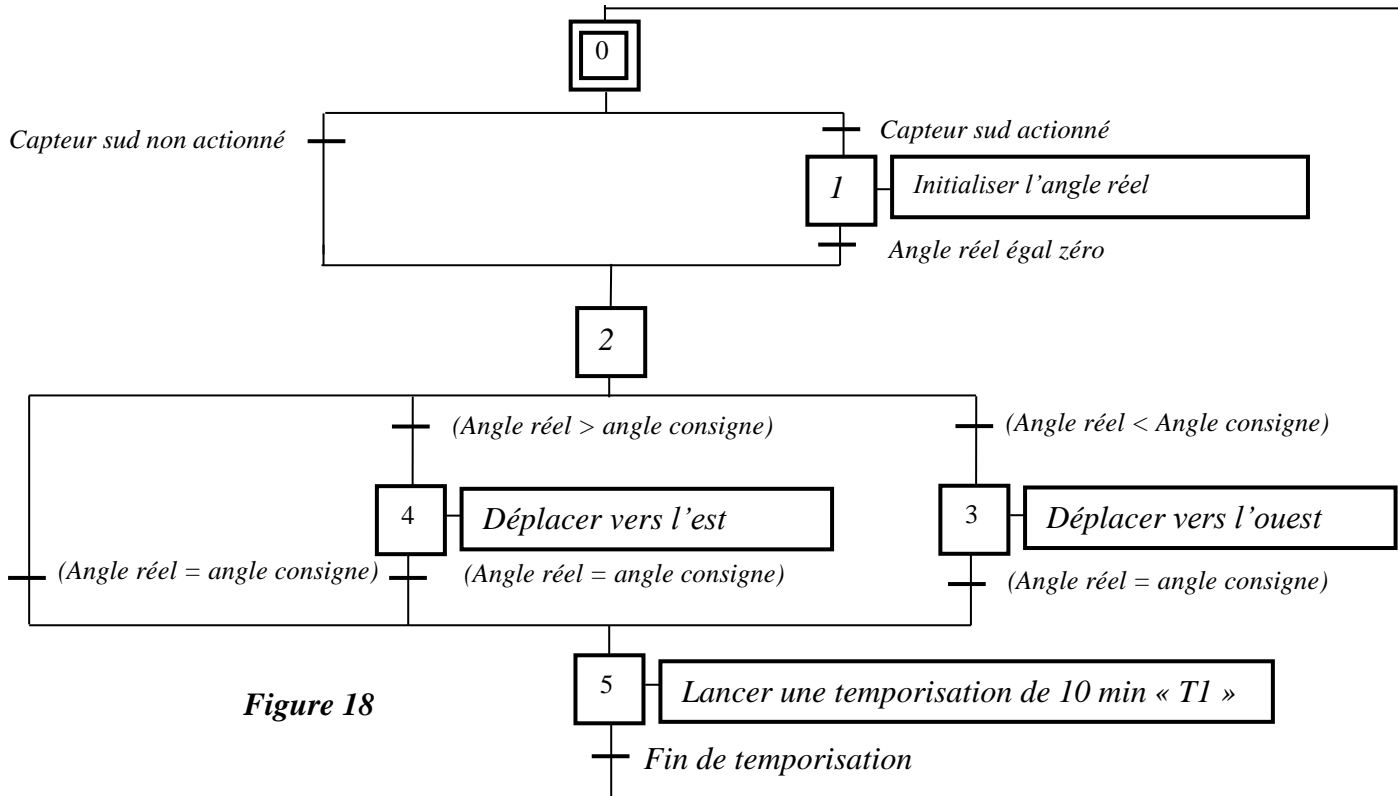 0
Capteur sud non actionné
Capteur sud actionné
1
Initialiser l’angle réel
Angle réel égal zéro
2
(Angle réel > angle consigne)
(Angle réel < Angle consigne)
4
Déplacer vers l’est
3
Déplacer vers l’ouest
(Angle réel = angle consigne)
(Angle réel = angle consigne)
(Angle réel = angle consigne)
5
Lancer une temporisation de 10 min « T1 »
Figure 18
Fin de temporisation